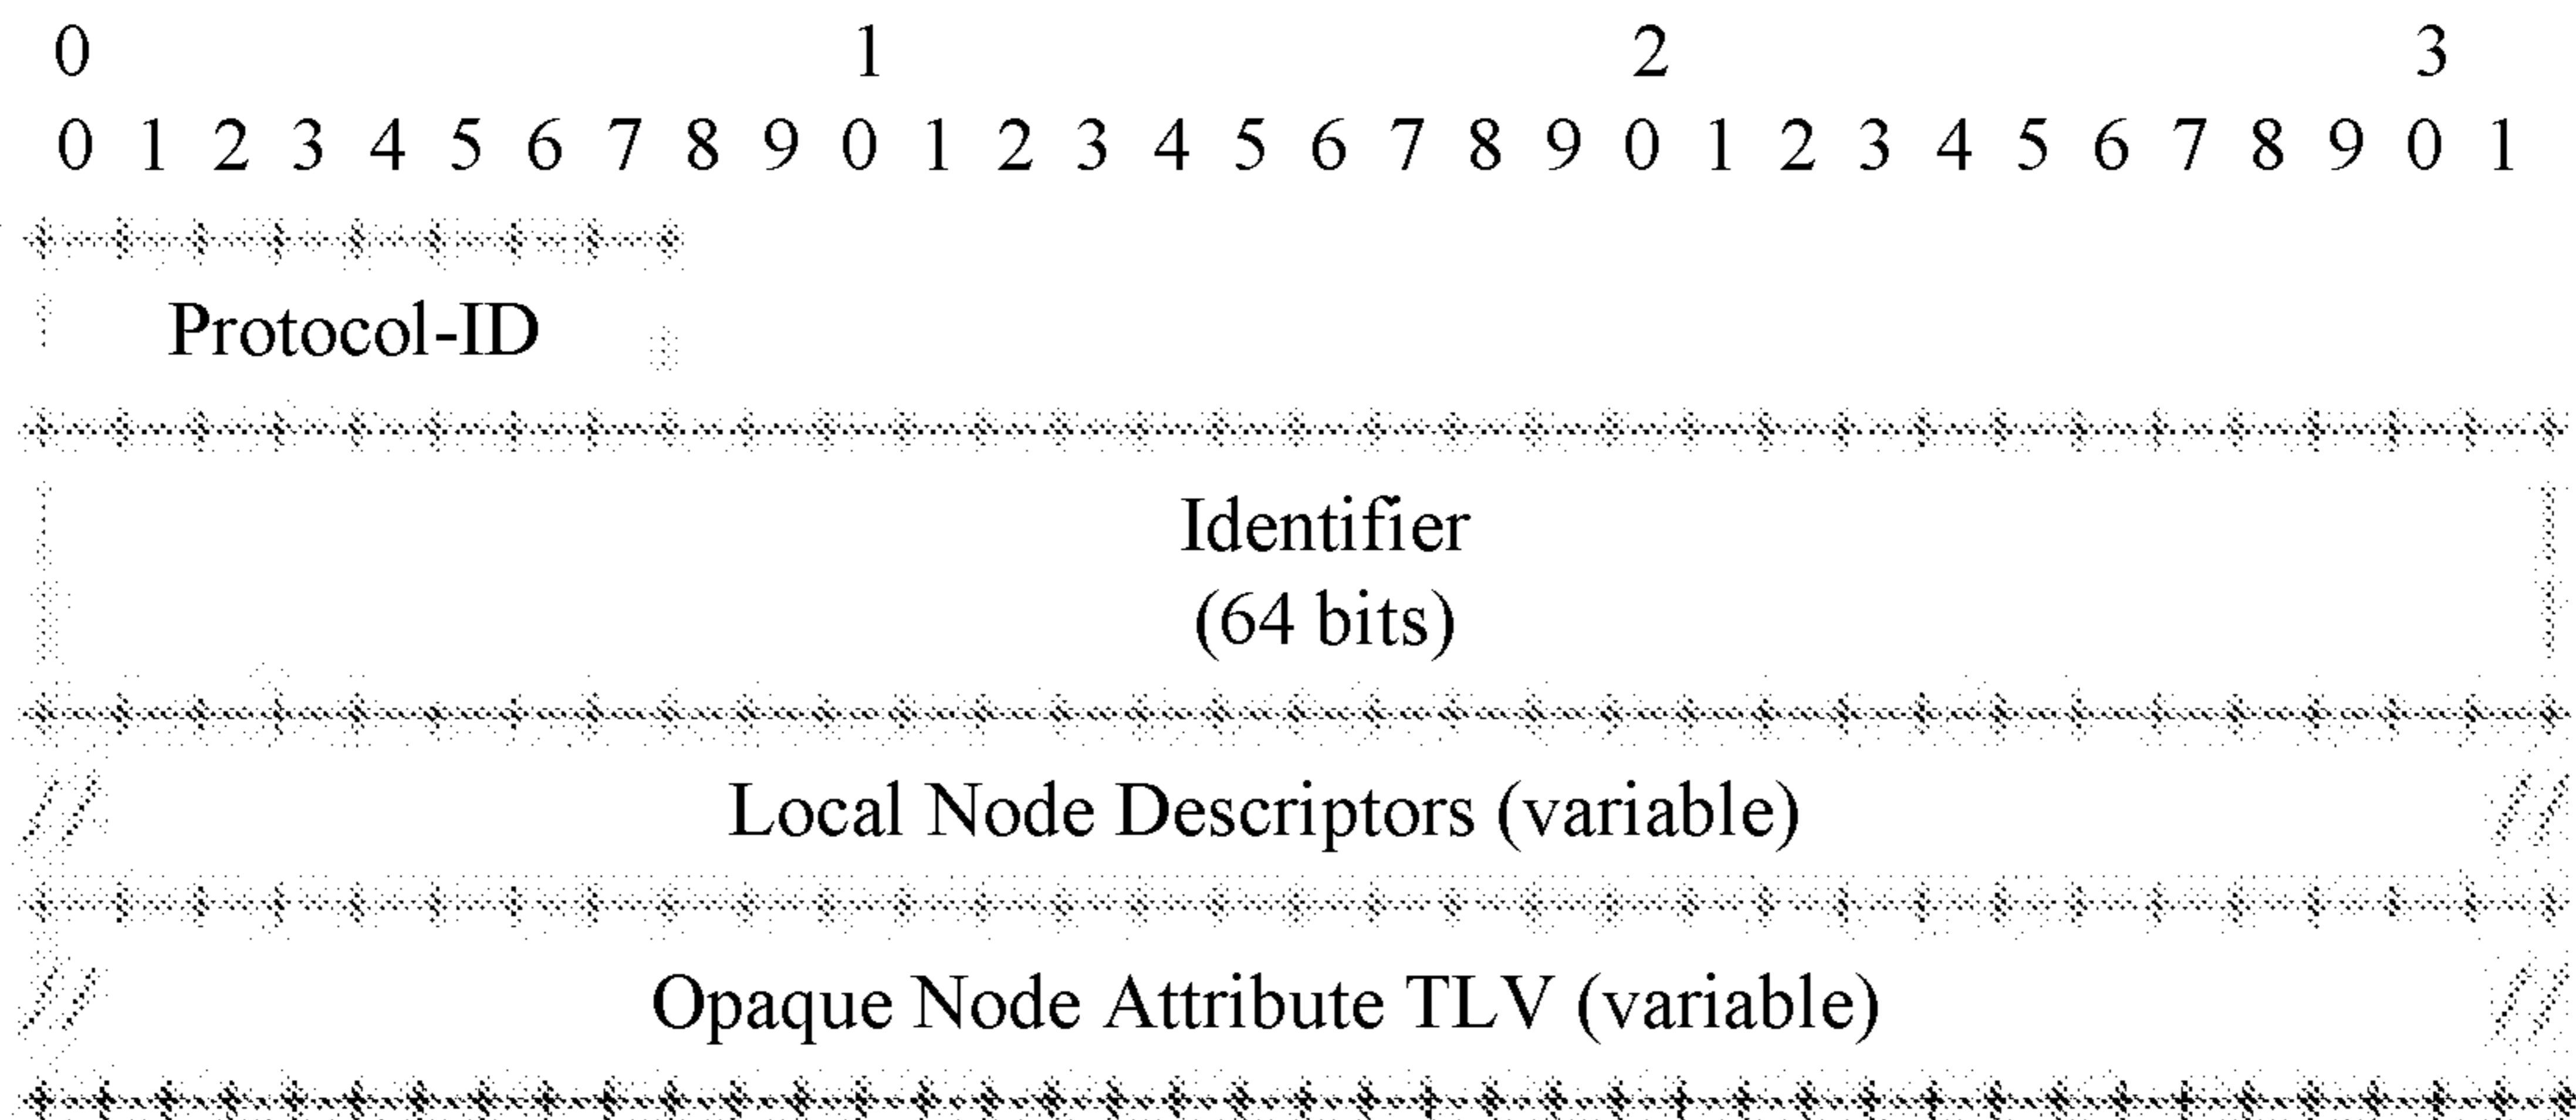 0 1 2 3
0 1 2 3 4 5 6 7 8 9 0 1 2 3 4 5 6 7 8 9 0 1 2 3 4 5 6 7 8 9 0 1
Protocol-ID
Identifier
(64 bits)
// Local Node Descriptors (variable) //
// Opaque Node Attribute TLV (variable) //